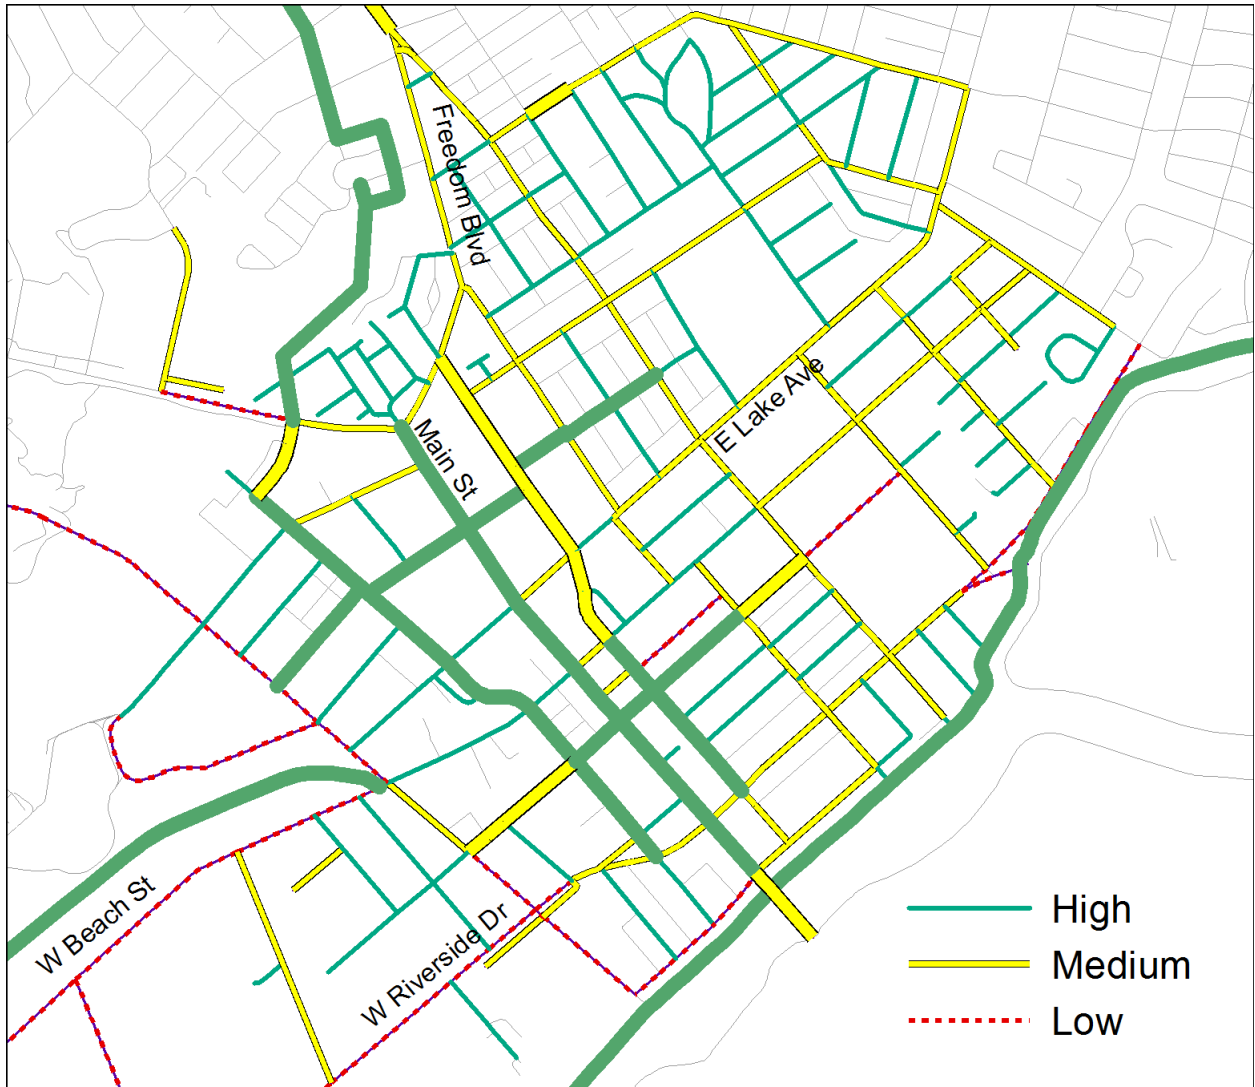 Freedom Blvd
Main St
E Lake Ave
W Beach St
W Riverside Dr
High
Medium
Low